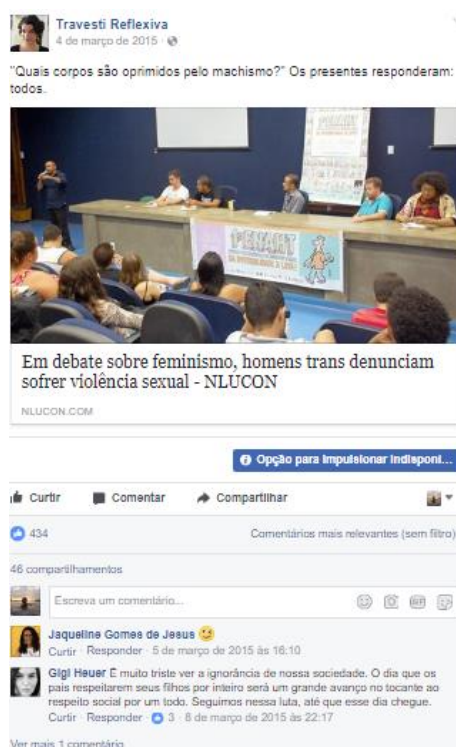 Travesti Reflexiva
4 de março de 2015
"Quais corpos são oprimidos pelo machismo?" Os presentes responderam:
todos.
1ºENAHT
Em debate sobre feminismo, homens trans denunciam
sofrer violência sexual - NLUCON
NLUCON.COM
Opção para impulsionar indisponí...
Curtir Comentar Compartilhar
434 Comentários mais relevantes (sem filtro)
46 compartilhamentos
Escreva um comentário...
GIF
Jaqueline Gomes de Jesus
Curtir · Responder · 5 de março de 2015 às 16:10
Gigi Heuer É muito triste ver a ignorância de nossa sociedade. O dia que os
pais respeitarem seus filhos por inteiro será um grande avanço no tocante ao
respeito social por um todo. Seguimos nessa luta, até que esse dia chegue.
Curtir · Responder · 3 · 8 de março de 2015 às 22:17
Ver mais 1 comentário